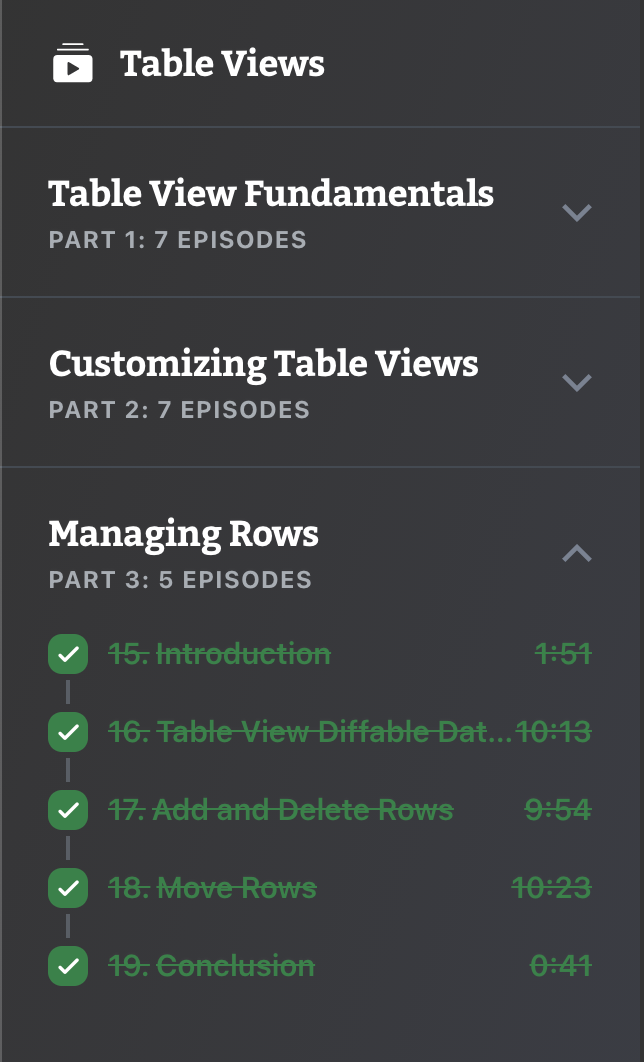 Table Views
Table View Fundamentals
PART 1: 7 EPISODES
Customizing Table Views
PART 2: 7 EPISODES
Managing Rows
PART 3: 5 EPISODES
15. Introduction 1:51
16. Table View Diffable Dat... 10:13
17. Add and Delete Rows 9:54
18. Move Rows 10:23
19. Conclusion 0:41